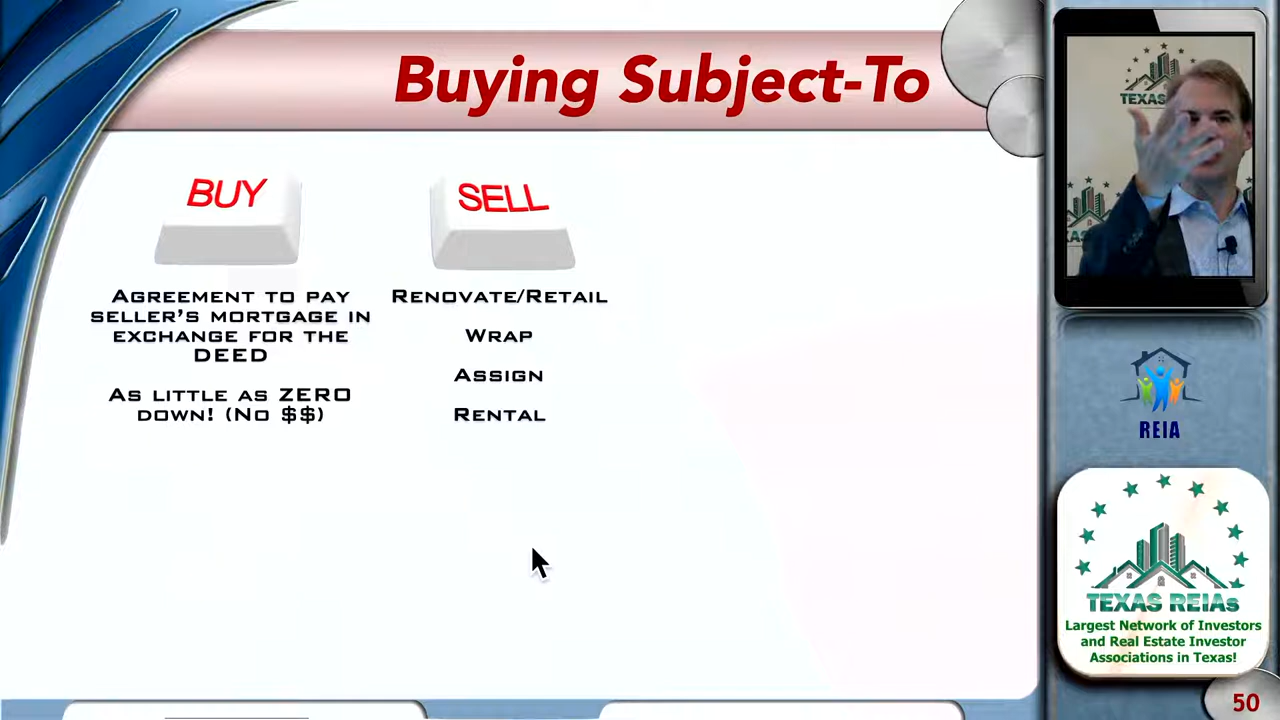 Buying Subject-To
BUY
SELL
AGREEMENT TO PAY
SELLER'S MORTGAGE IN
EXCHANGE FOR THE
DEED
AS LITTLE AS ZERO
DOWN! (NO $$)
RENOVATE/RETAIL
WRAP
ASSIGN
RENTAL
TEXAS
REIA
TEXAS REIAs
Largest Network of Investors
and Real Estate Investor
Associations in Texas!
50